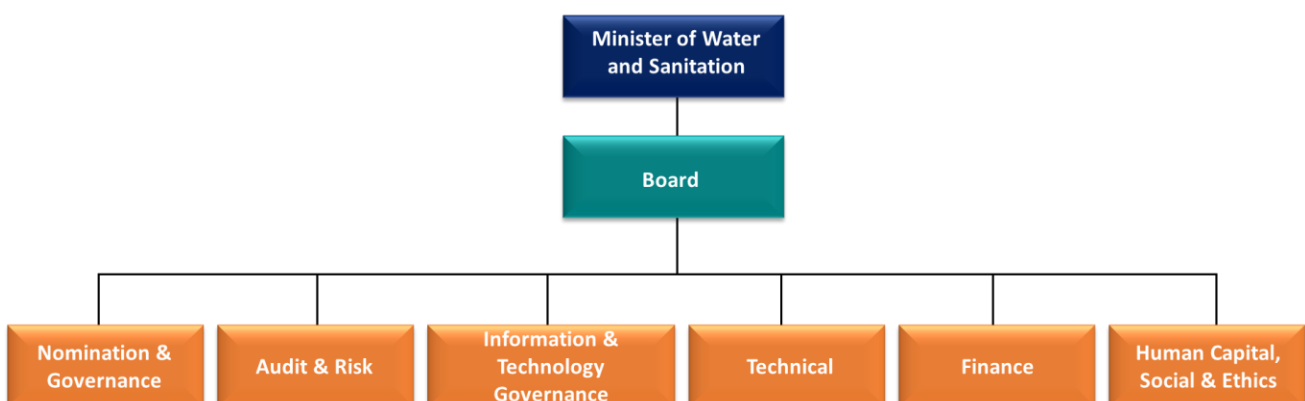 Minister of Water
and Sanitation
Board
Nomination &
Governance
Audit & Risk
Information &
Technology
Governance
Technical
Finance
Human Capital,
Social & Ethics